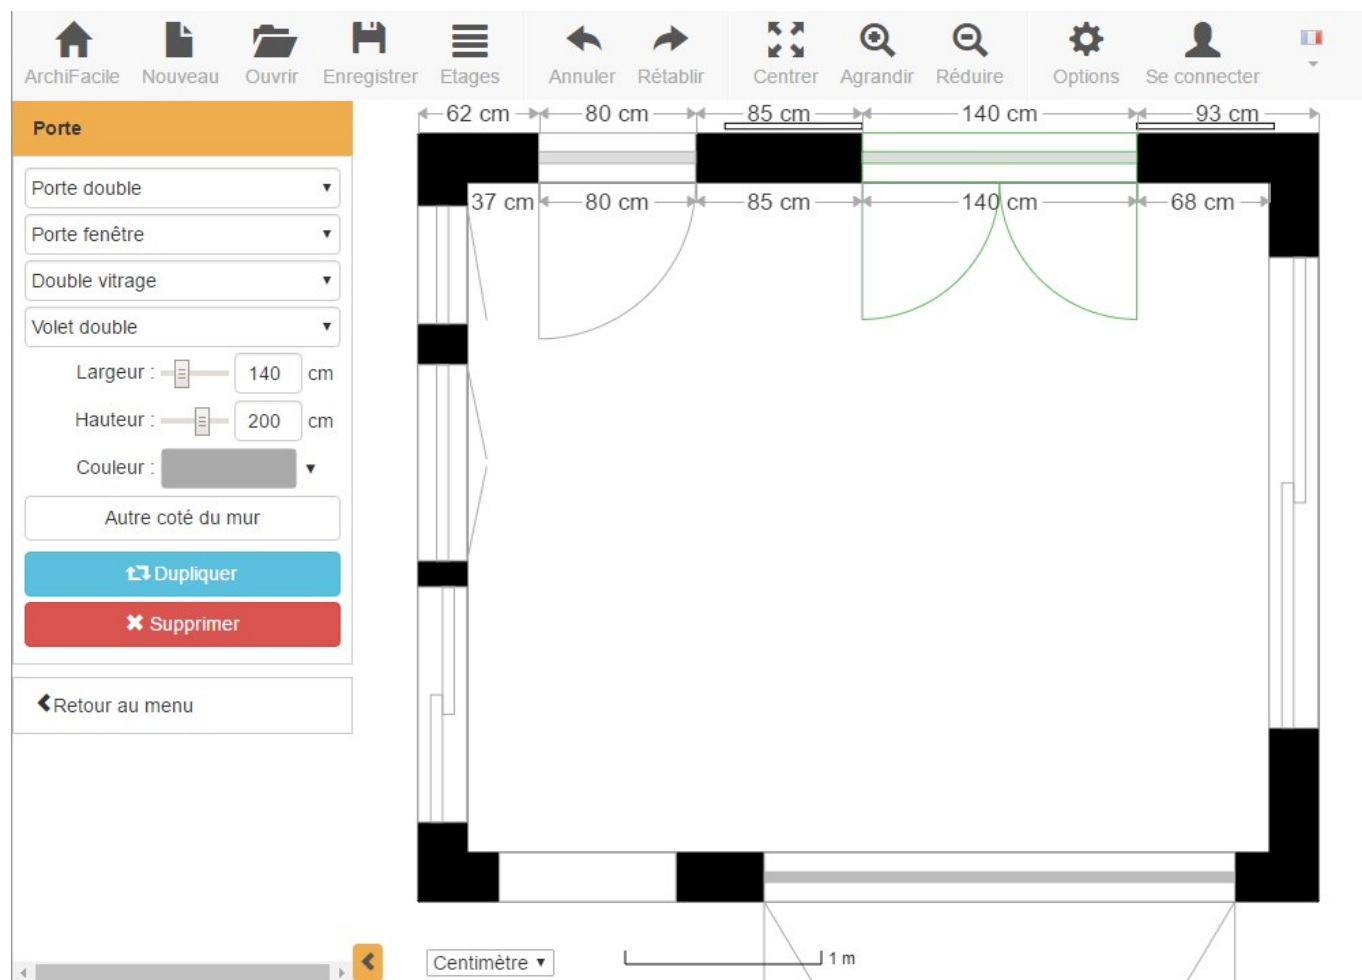 ArchiFacile Nouveau Ouvrir Enregistrer Etages Annuler Rétablir Centrer Agrandir Réduire Options Se connecter
Porte
Porte double
Porte fenêtre
Double vitrage
Volet double
Largeur : 140 cm
Hauteur : 200 cm
Couleur :
Autre coté du mur
Dupliquer
Supprimer
Retour au menu
62 cm 80 cm 85 cm 140 cm 93 cm
37 cm 80 cm 85 cm 140 cm 68 cm
Centimètre 1 m